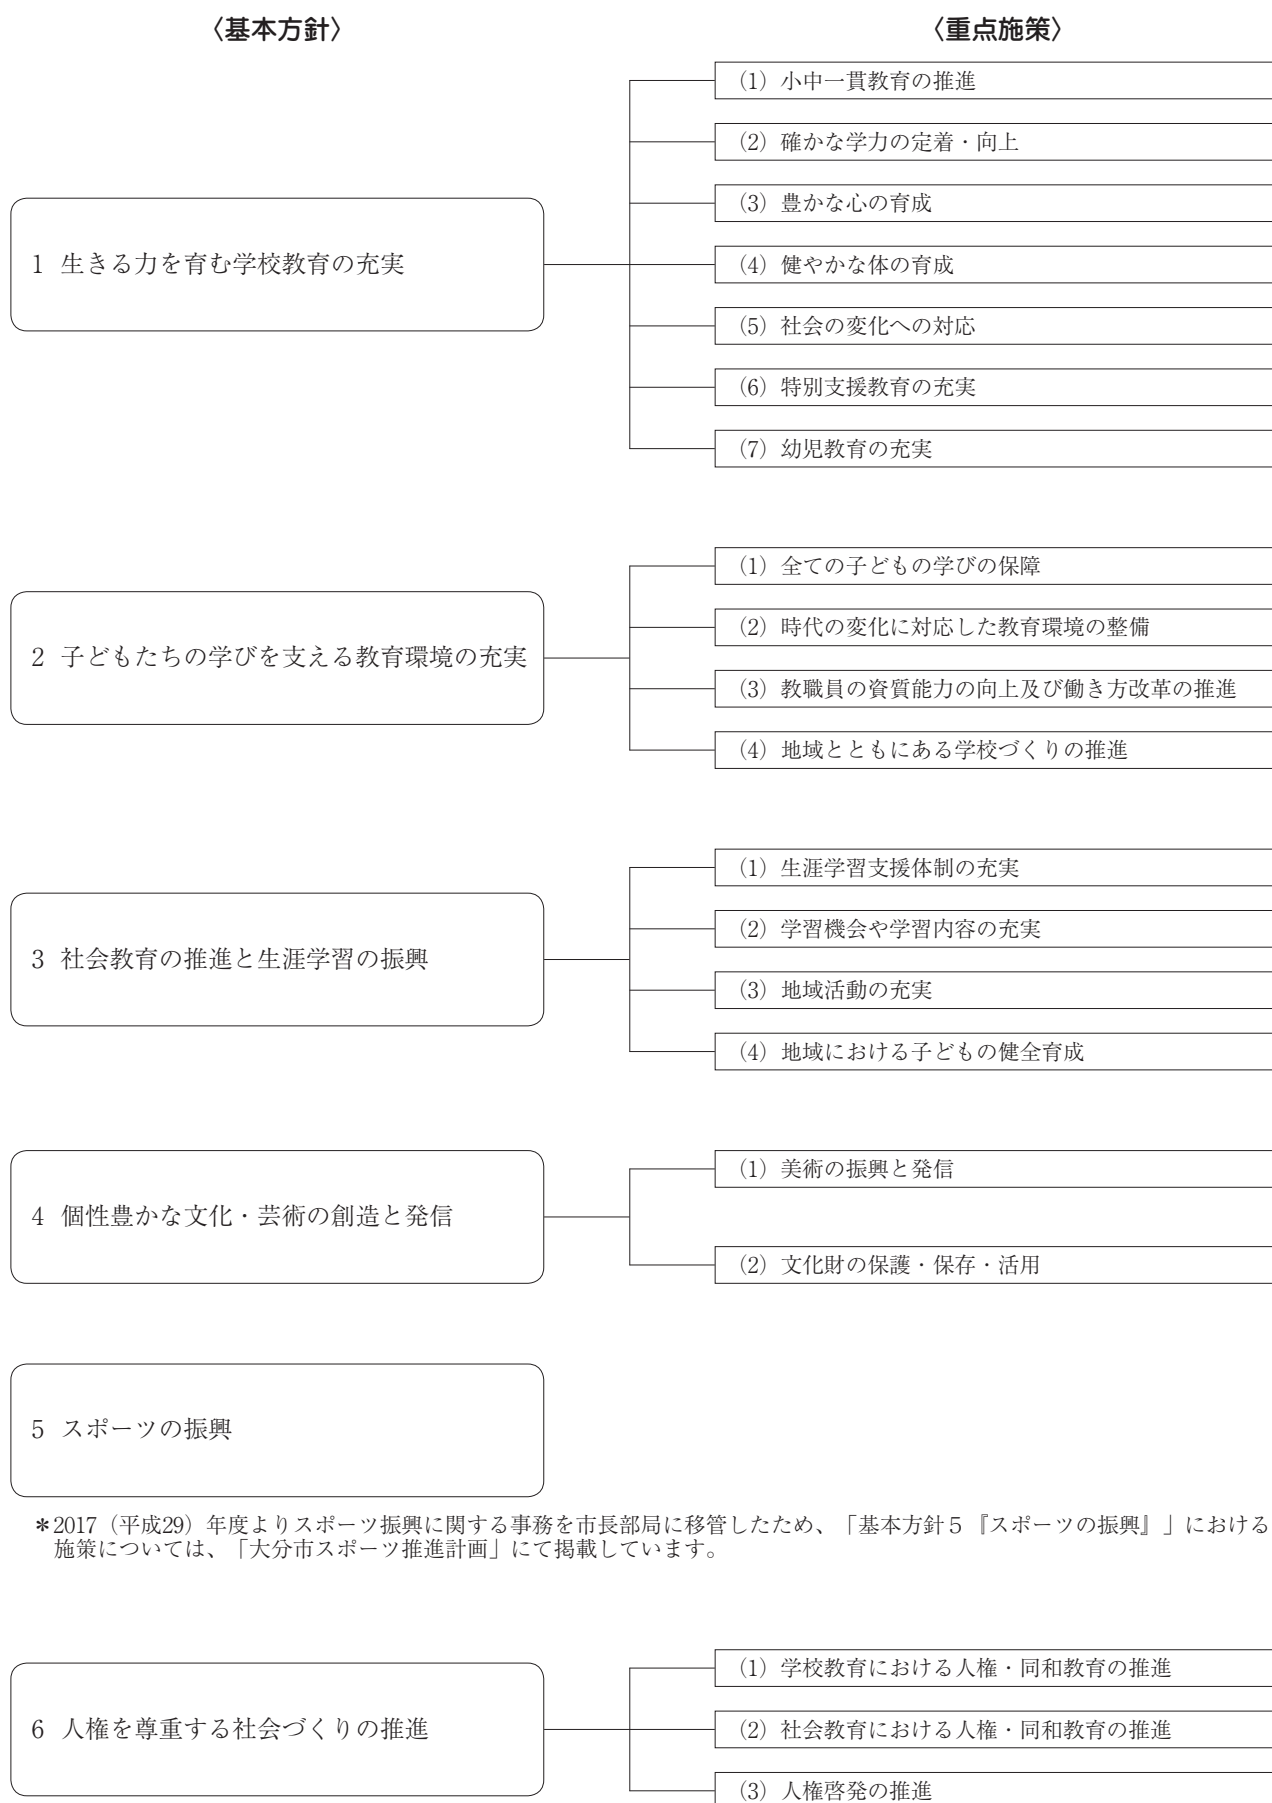 〈基本方針〉
〈重点施策〉
1 生きる力を育む学校教育の充実
(1) 小中一貫教育の推進
(2) 確かな学力の定着・向上
(3) 豊かな心の育成
(4) 健やかな体の育成
(5) 社会の変化への対応
(6) 特別支援教育の充実
(7) 幼児教育の充実
2 子どもたちの学びを支える教育環境の充実
(1) 全ての子どもの学びの保障
(2) 時代の変化に対応した教育環境の整備
(3) 教職員の資質能力の向上及び働き方改革の推進
(4) 地域とともにある学校づくりの推進
3 社会教育の推進と生涯学習の振興
(1) 生涯学習支援体制の充実
(2) 学習機会や学習内容の充実
(3) 地域活動の充実
(4) 地域における子どもの健全育成
4 個性豊かな文化・芸術の創造と発信
(1) 美術の振興と発信
(2) 文化財の保護・保存・活用
5 スポーツの振興
＊2017（平成29）年度よりスポーツ振興に関する事務を市長部局に移管したため、「基本方針５『スポーツの振興』」における
施策については、「大分市スポーツ推進計画」にて掲載しています。
6 人権を尊重する社会づくりの推進
(1) 学校教育における人権・同和教育の推進
(2) 社会教育における人権・同和教育の推進
(3) 人権啓発の推進